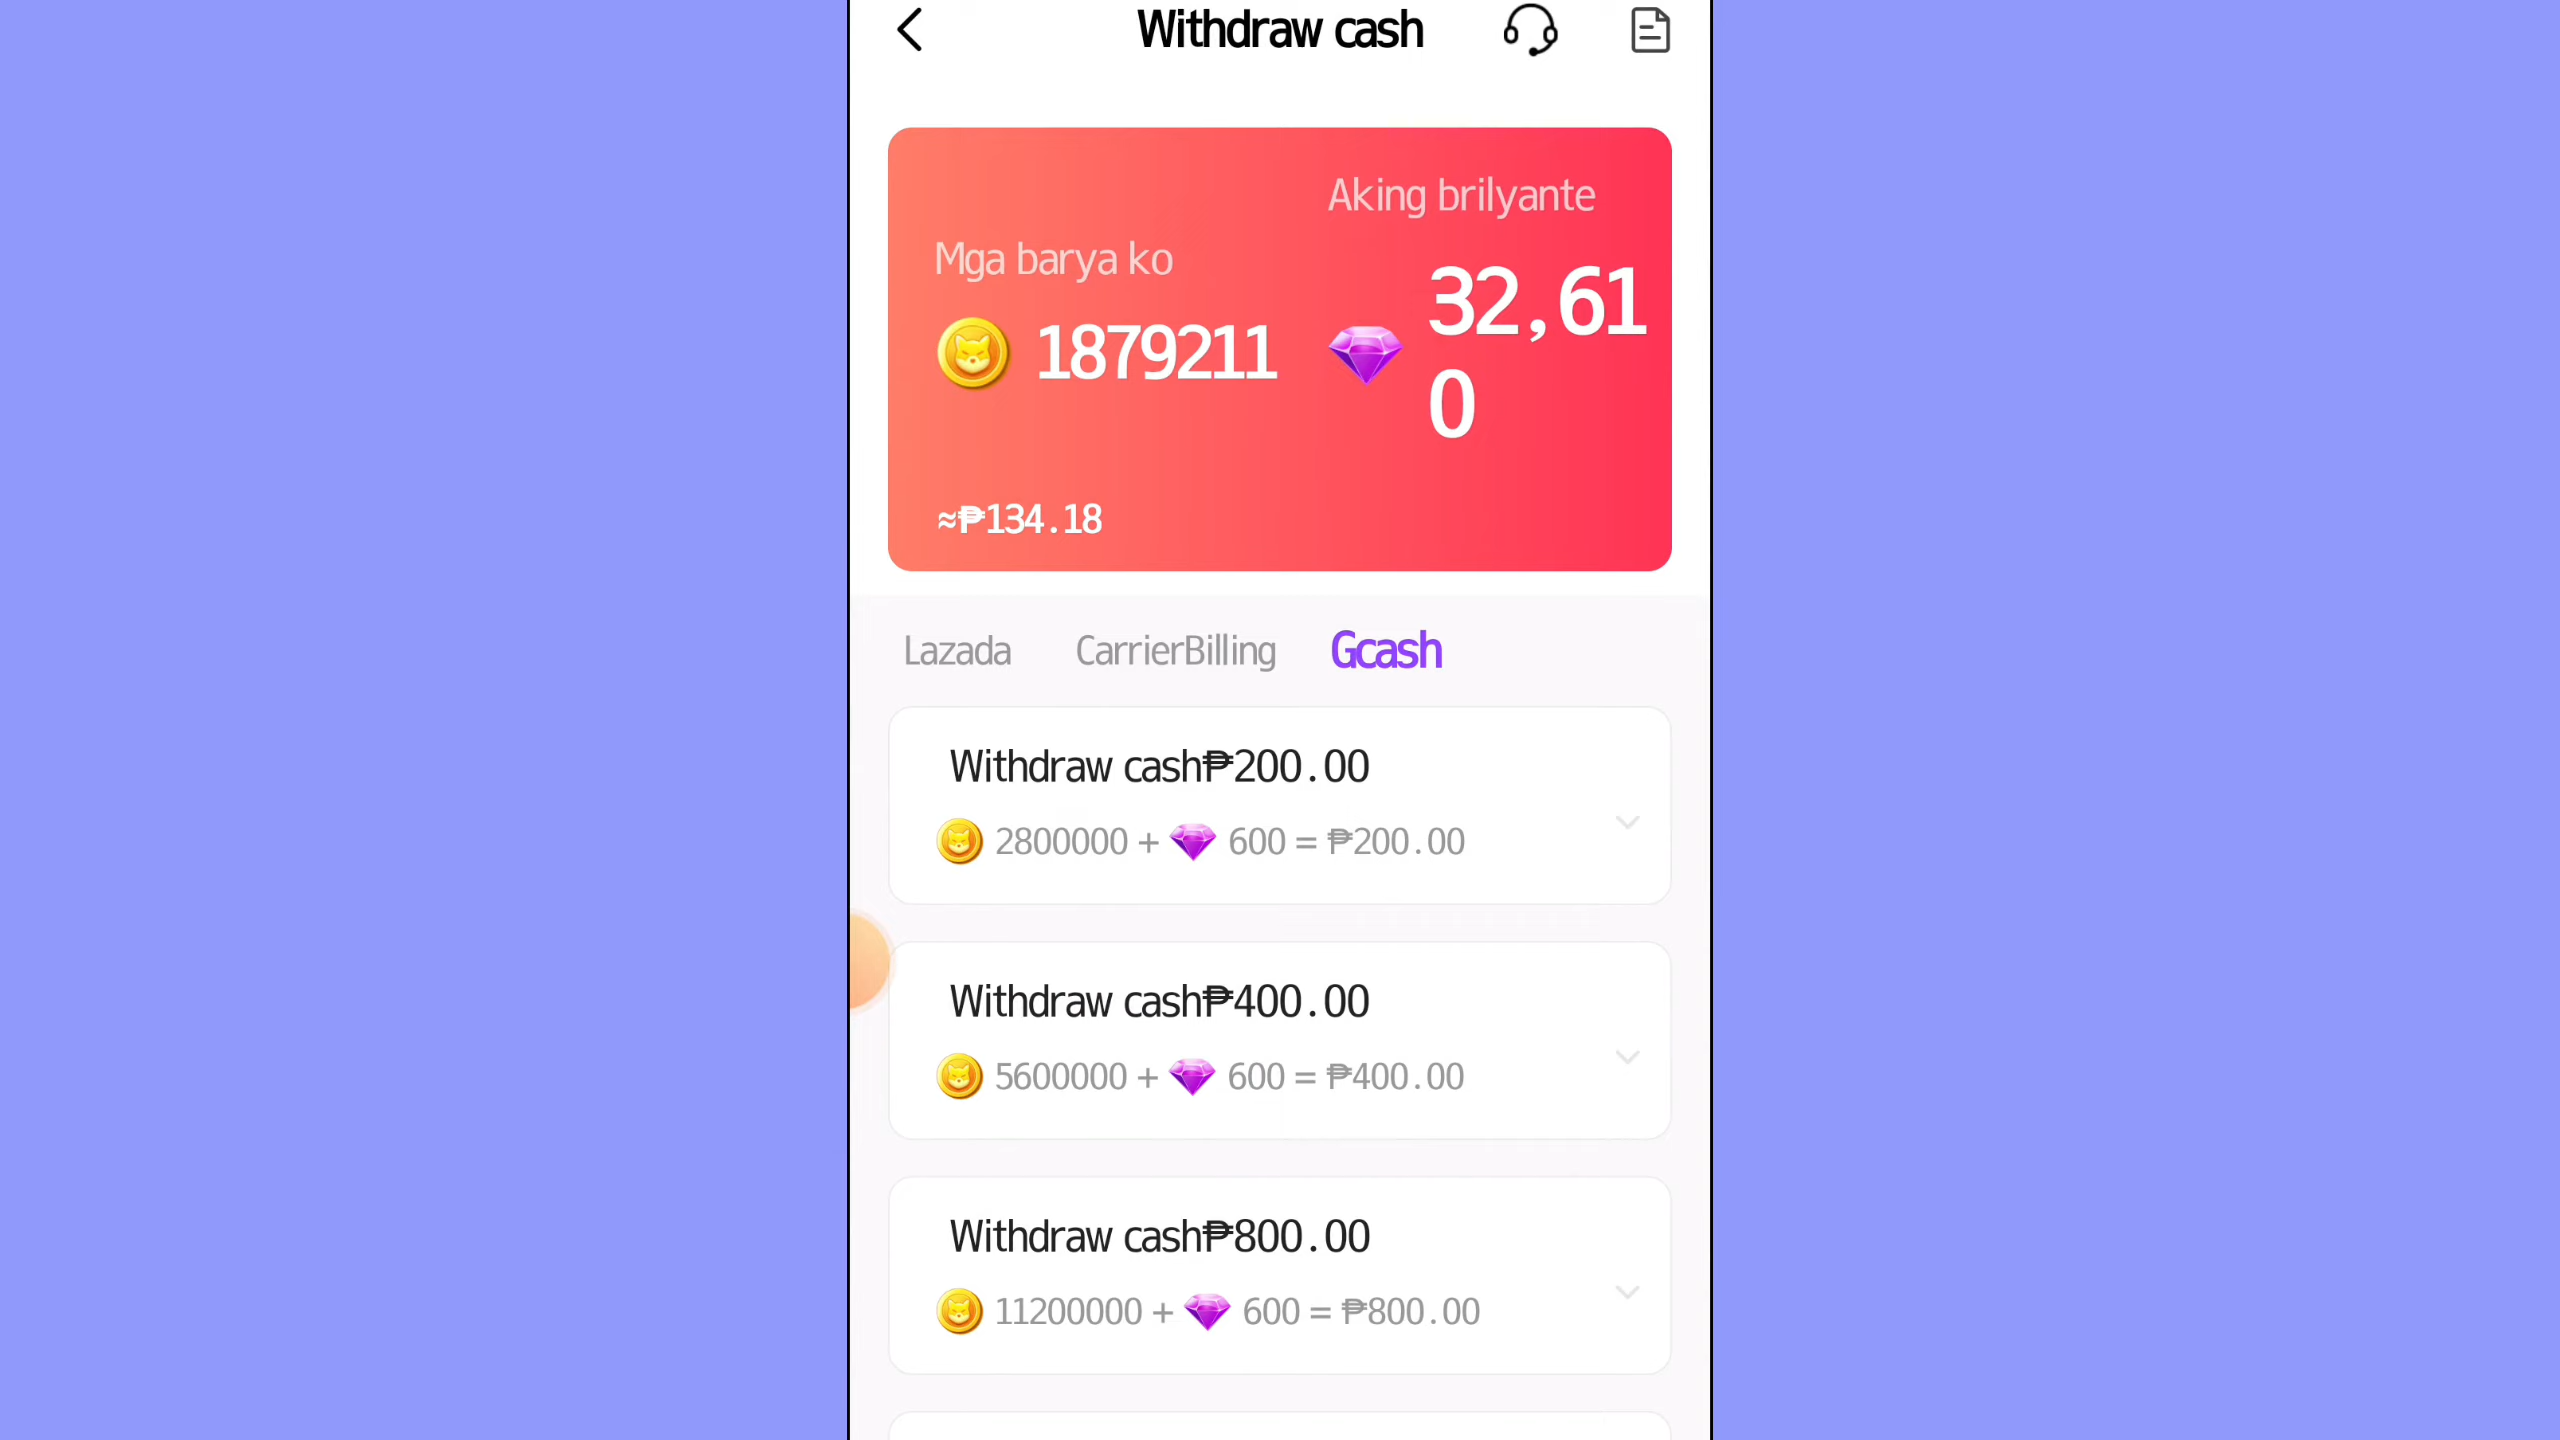 Withdraw cash
Aking brilyante
Mga barya ko
1879211
32,61
0
≈₱134.18
Lazada CarrierBilling Gcash
Withdraw cash₱200.00
2800000 + 600 = ₱200.00
Withdraw cash₱400.00
5600000 + 600 = ₱400.00
Withdraw cash₱800.00
11200000 + 600 = ₱800.00